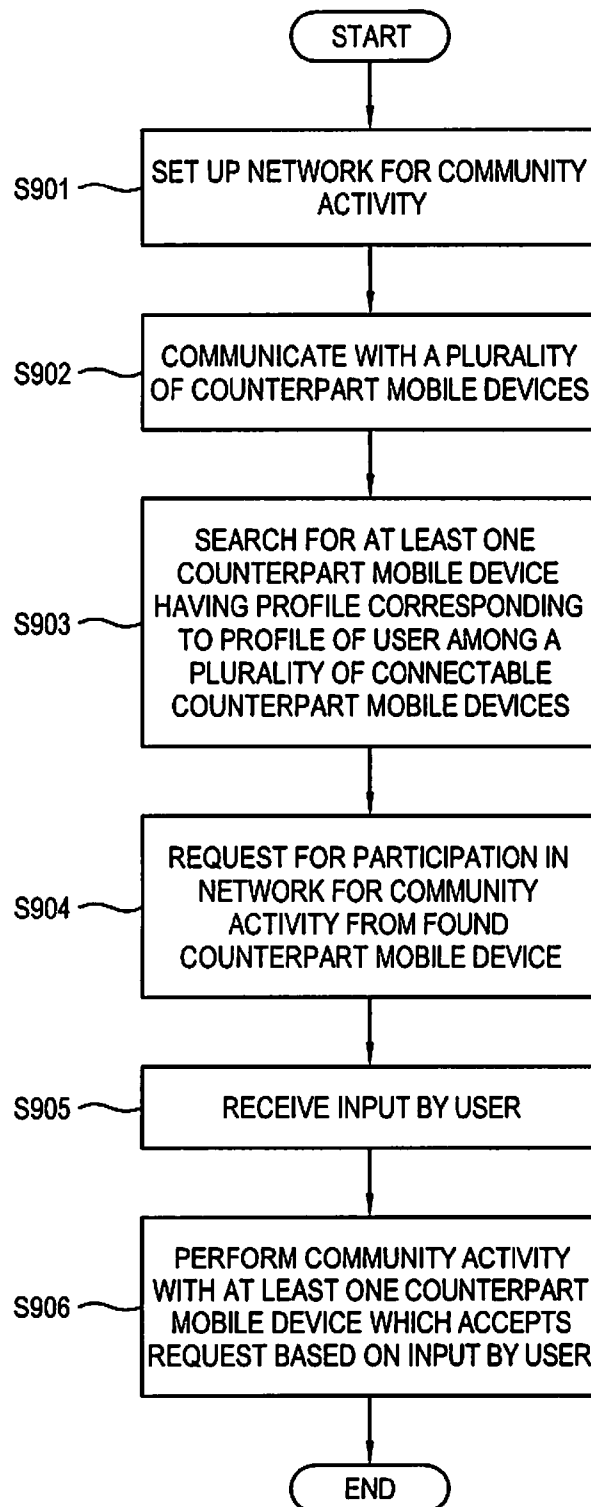 START
S901
SET UP NETWORK FOR COMMUNITY
ACTIVITY
S902
COMMUNICATE WITH A PLURALITY
OF COUNTERPART MOBILE DEVICES
S903
SEARCH FOR AT LEAST ONE
COUNTERPART MOBILE DEVICE
HAVING PROFILE CORRESPONDING
TO PROFILE OF USER AMONG A
PLURALITY OF CONNECTABLE
COUNTERPART MOBILE DEVICES
S904
REQUEST FOR PARTICIPATION IN
NETWORK FOR COMMUNITY
ACTIVITY FROM FOUND
COUNTERPART MOBILE DEVICE
S905
RECEIVE INPUT BY USER
S906
PERFORM COMMUNITY ACTIVITY
WITH AT LEAST ONE COUNTERPART
MOBILE DEVICE WHICH ACCEPTS
REQUEST BASED ON INPUT BY USER
END